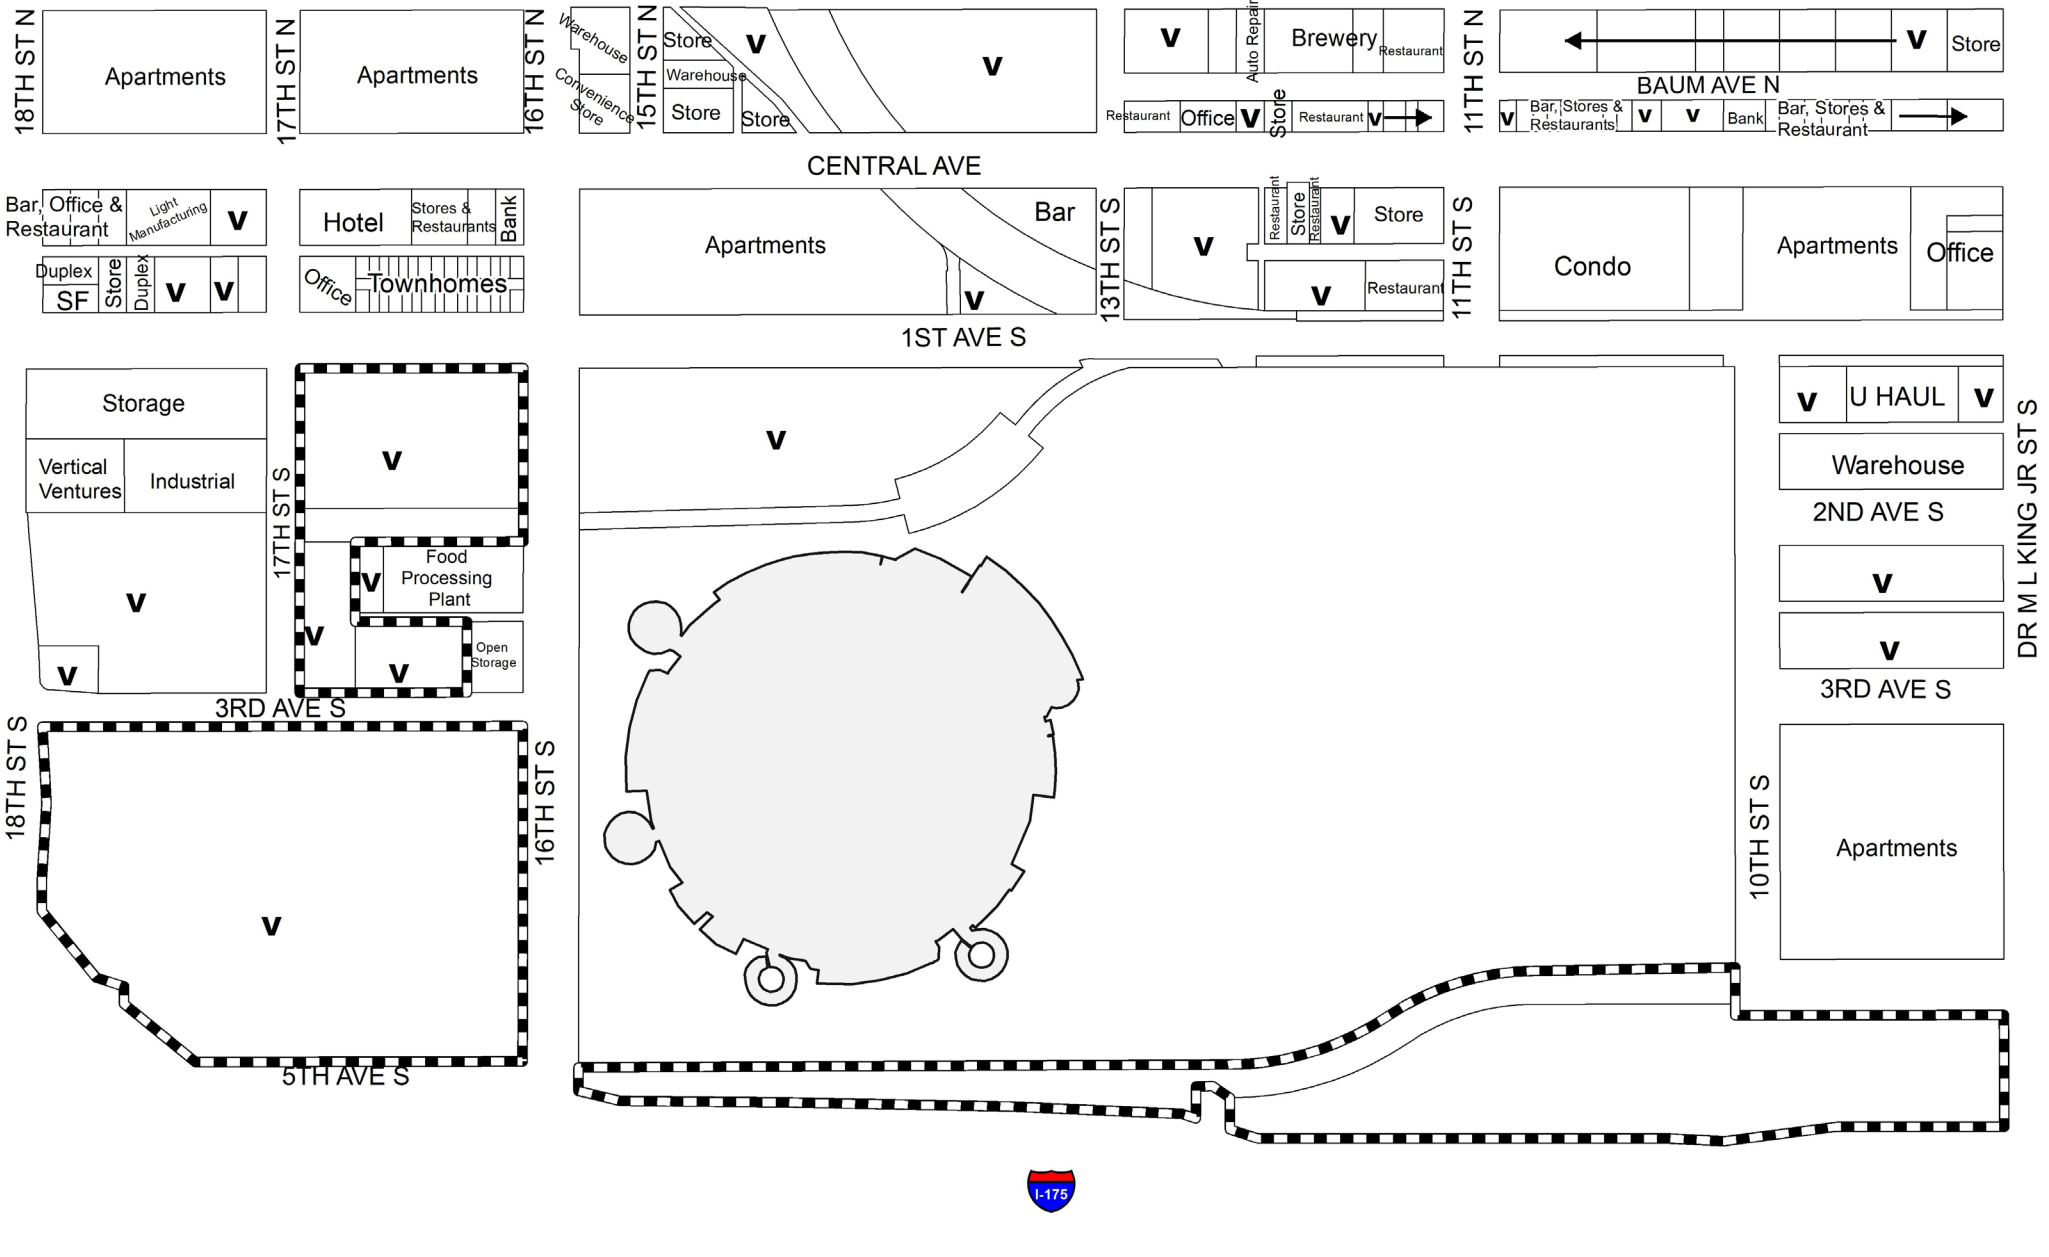 18TH ST N
Apartments
17TH ST N
Apartments
16TH ST N
Warehouse
Convenience
Store
15TH ST N
Store
Warehouse
Store
Store
V
V
V
Auto Repair
Brewery
Restaurant
Restaurant
Office
V
Store
Restaurant
V
11TH ST N
V
Store
BAUM AVE N
V
Bar, Stores &
Restaurants
V
V
Bank
Bar, Stores &
Restaurant
CENTRAL AVE
Bar, Office &
Restaurant
Light
Manufacturing
V
Hotel
Stores &
Restaurants
Bank
Duplex
SF
Store
Duplex
V
V
Office
Townhomes
Apartments
Bar
V
13TH ST S
V
Restaurant
Store
Restaurant
V
Store
V
Restaurant
11TH ST S
Condo
Apartments
Office
1ST AVE S
Storage
Vertical
Ventures
Industrial
V
V
17TH ST S
V
Food
Processing
Plant
V
V
V
Open
Storage
V
V
U HAUL
V
Warehouse
2ND AVE S
V
V
3RD AVE S
DR M L KING JR ST S
3RD AVE S
18TH ST S
V
16TH ST S
5TH AVE S
10TH ST S
Apartments
I-175